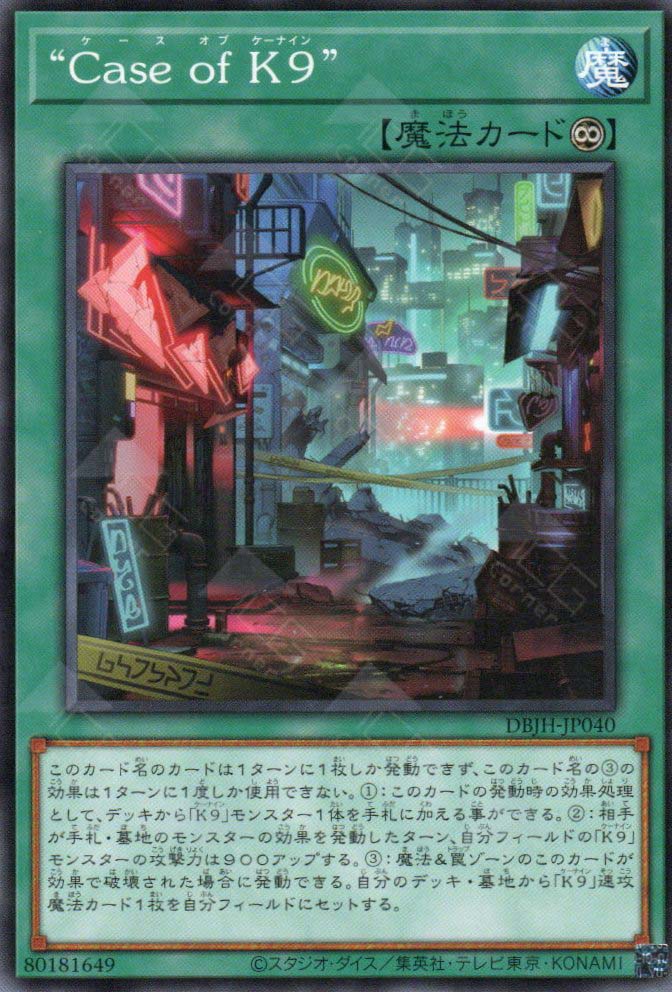 ケース オブ ケーナイン
“Case of K9”
魔
【魔法カード∞】
DBJH-JP040
このカード名のカードは1ターンに1枚しか発動できず、このカード名の③の
効果は1ターンに1度しか使用できない。①：このカードの発動時の効果処理
として、デッキから「K9」モンスター1体を手札に加える事ができる。②：相手
が手札・墓地のモンスターの効果を発動したターン、自分フィールドの「K9」
モンスターの攻撃力は９００アップする。③：魔法&罠ゾーンのこのカードが
効果で破壊された場合に発動できる。自分のデッキ・墓地から「K9」速攻
魔法カード1枚を自分フィールドにセットする。
80181649
©スタジオ・ダイス／集英社・テレビ東京・KONAMI